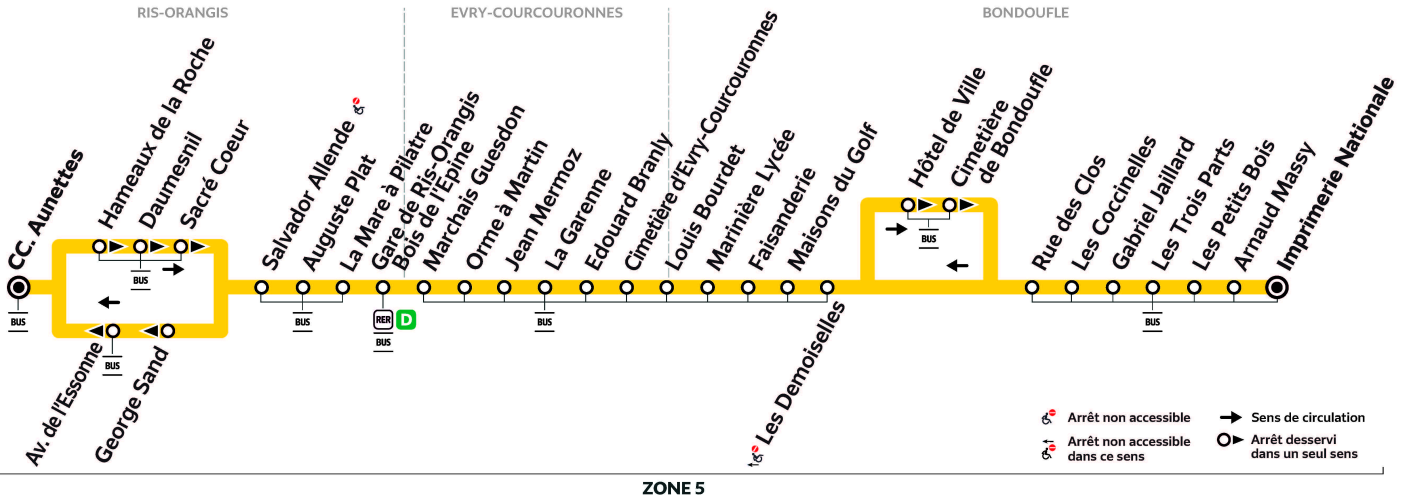 RIS-ORANGIS
EVRY-COURCOURONNES
BONDOUFLE
CC. Aunettes
Hameaux de la Roche
Daumesnil
Sacré Coeur
Salvador Allende
Auguste Plat
La Mare à Pilatre
Gare de Ris-Orangis
Bois de l'Epine
Marchais Guesdon
Orme à Martin
Jean Mermoz
La Garenne
Edouard Branly
Cimetière d'Evry-Courcouronnes
Louis Bourdet
Marinière Lycée
Faisanderie
Maisons du Golf
Hôtel de Ville
Cimetière
de Bondoufle
Rue des Clos
Les Coccinelles
Gabriel Jaillard
Les Trois Parts
Les Petits Bois
Arnaud Massy
Imprimerie Nationale
BUS
BUS
BUS
BUS
RER D
BUS
BUS
BUS
BUS
Av. de l'Essonne
George Sand
Les Demoiselles
Arrêt non accessible
Arrêt non accessible
dans ce sens
Sens de circulation
Arrêt desservi
dans un seul sens
ZONE 5